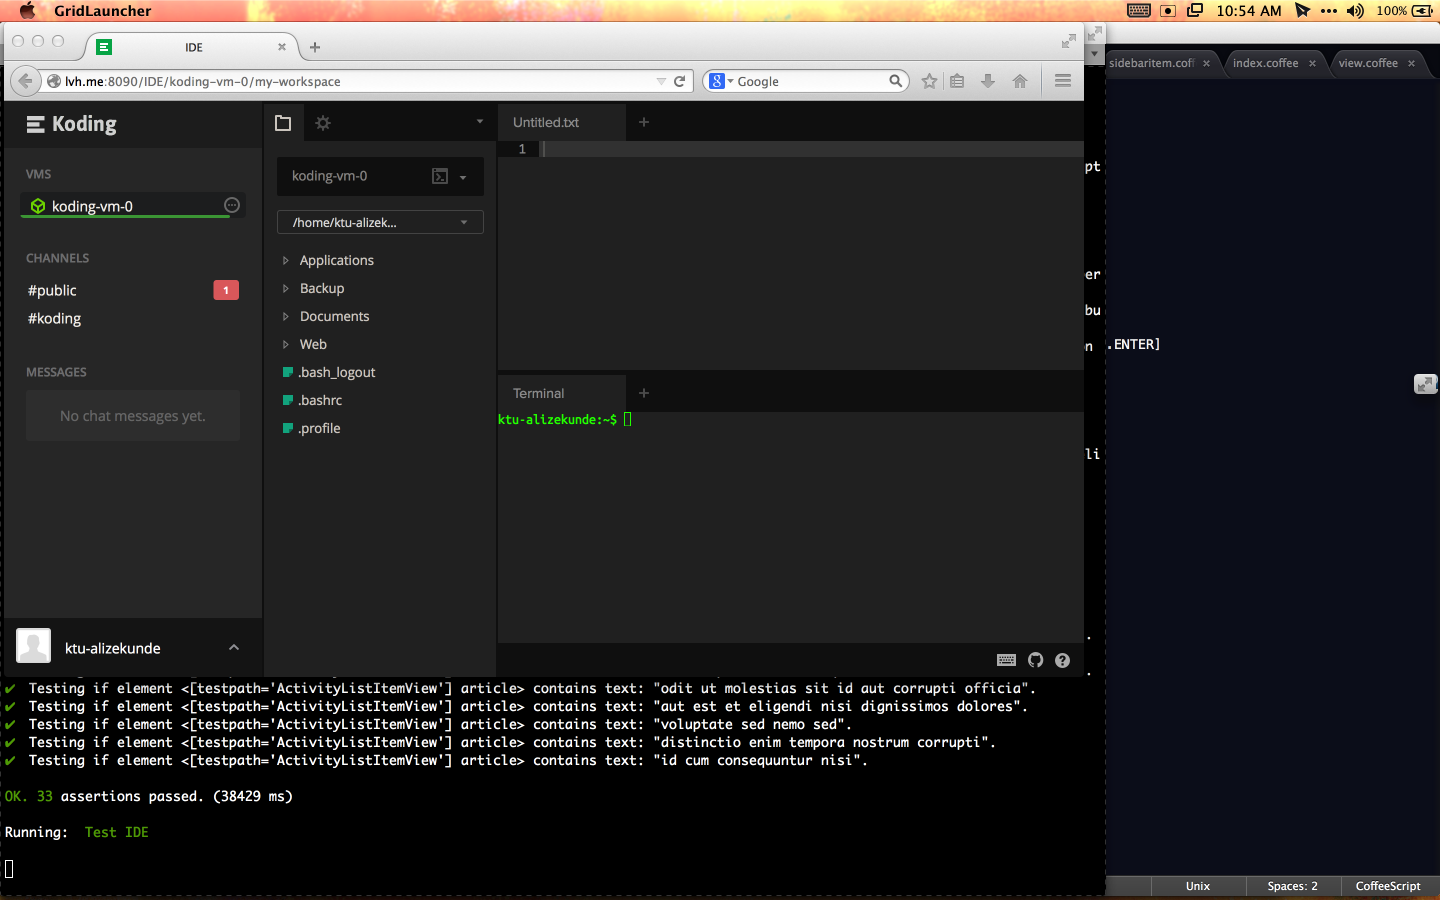 GridLauncher
10:54 AM
100%
IDE
lvh.me:8090/IDE/koding-vm-0/my-workspace
8
Google
sidebaritem.cof
index.coffee
view.coffee
Koding
VMS
koding-vm-0
CHANNELS
#public
1
#koding
MESSAGES
No chat messages yet.
ktu-alizekunde
koding-vm-0
/home/ktu-alizek...
Applications
Backup
Documents
Web
.bash_logout
.bashrc
.profile
Untitled.txt
1
Terminal
ktu-alizekunde:~$
pt
er
bu
n .ENTER]
li
.
.
✔ Testing if element <[testpath='ActivityListItemView'] article> contains text: "odit ut molestias sit id aut corrupti officia".
✔ Testing if element <[testpath='ActivityListItemView'] article> contains text: "aut est et eligendi nisi dignissimos dolores".
✔ Testing if element <[testpath='ActivityListItemView'] article> contains text: "voluptate sed nemo sed".
✔ Testing if element <[testpath='ActivityListItemView'] article> contains text: "distinctio enim tempora nostrum corrupti".
✔ Testing if element <[testpath='ActivityListItemView'] article> contains text: "id cum consequuntur nisi".
OK. 33 assertions passed. (38429 ms)
Running: Test IDE
Unix
Spaces: 2
CoffeeScript